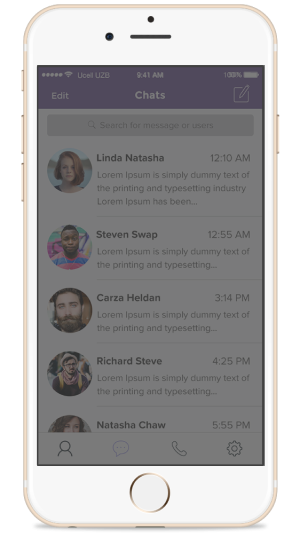 Ucell UZB 9:41 AM 100%
Edit Chats
Search for message or users
Linda Natasha 12:10 AM
Lorem Ipsum is simply dummy text of
the printing and typesetting industry
Lorem Ipsum has been...
Steven Swap 12:55 AM
Lorem Ipsum is simply dummy text of
the printing and typesetting...
Carza Heldan 3:14 PM
Lorem Ipsum is simply dummy text of
the printing and typesetting...
Richard Steve 4:25 PM
Lorem Ipsum is simply dummy text of
the printing and typesetting...
Natasha Chaw 5:55 PM